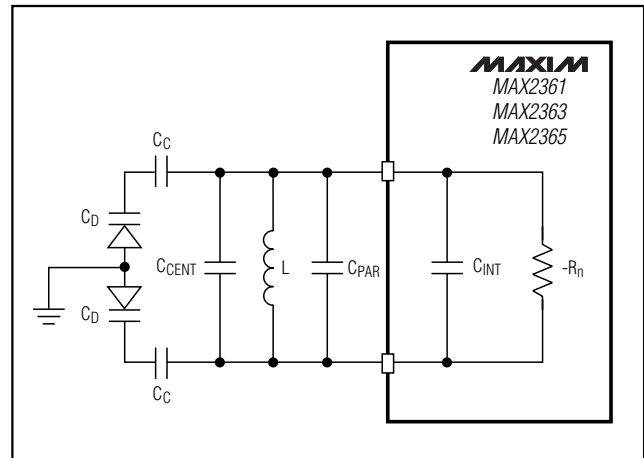 MAXIM
MAX2361
MAX2363
MAX2365
CC
CD
CCENT
L
CPAR
CINT
-Rn
CD
CC